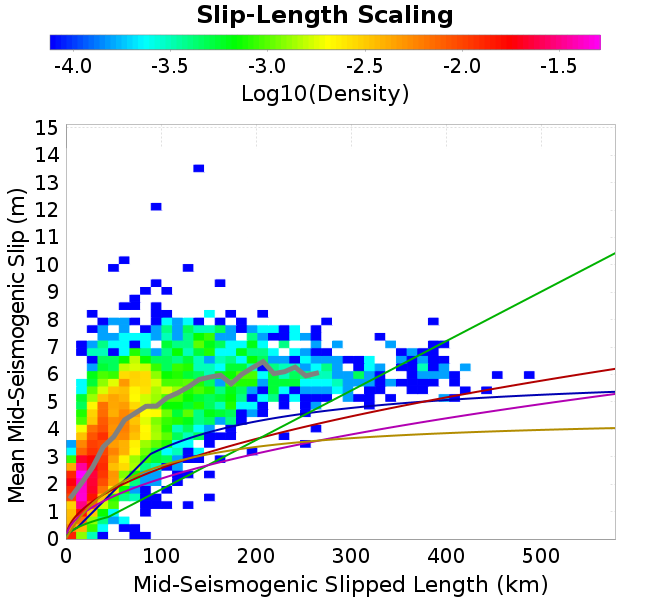 Slip-Length Scaling
-4.0 -3.5 -3.0 -2.5 -2.0 -1.5
Log10(Density)
15
14
13
12
11
10
9
8
7
6
5
4
3
2
1
0
Mean Mid-Seismogenic Slip (m)
0 100 200 300 400 500
Mid-Seismogenic Slipped Length (km)